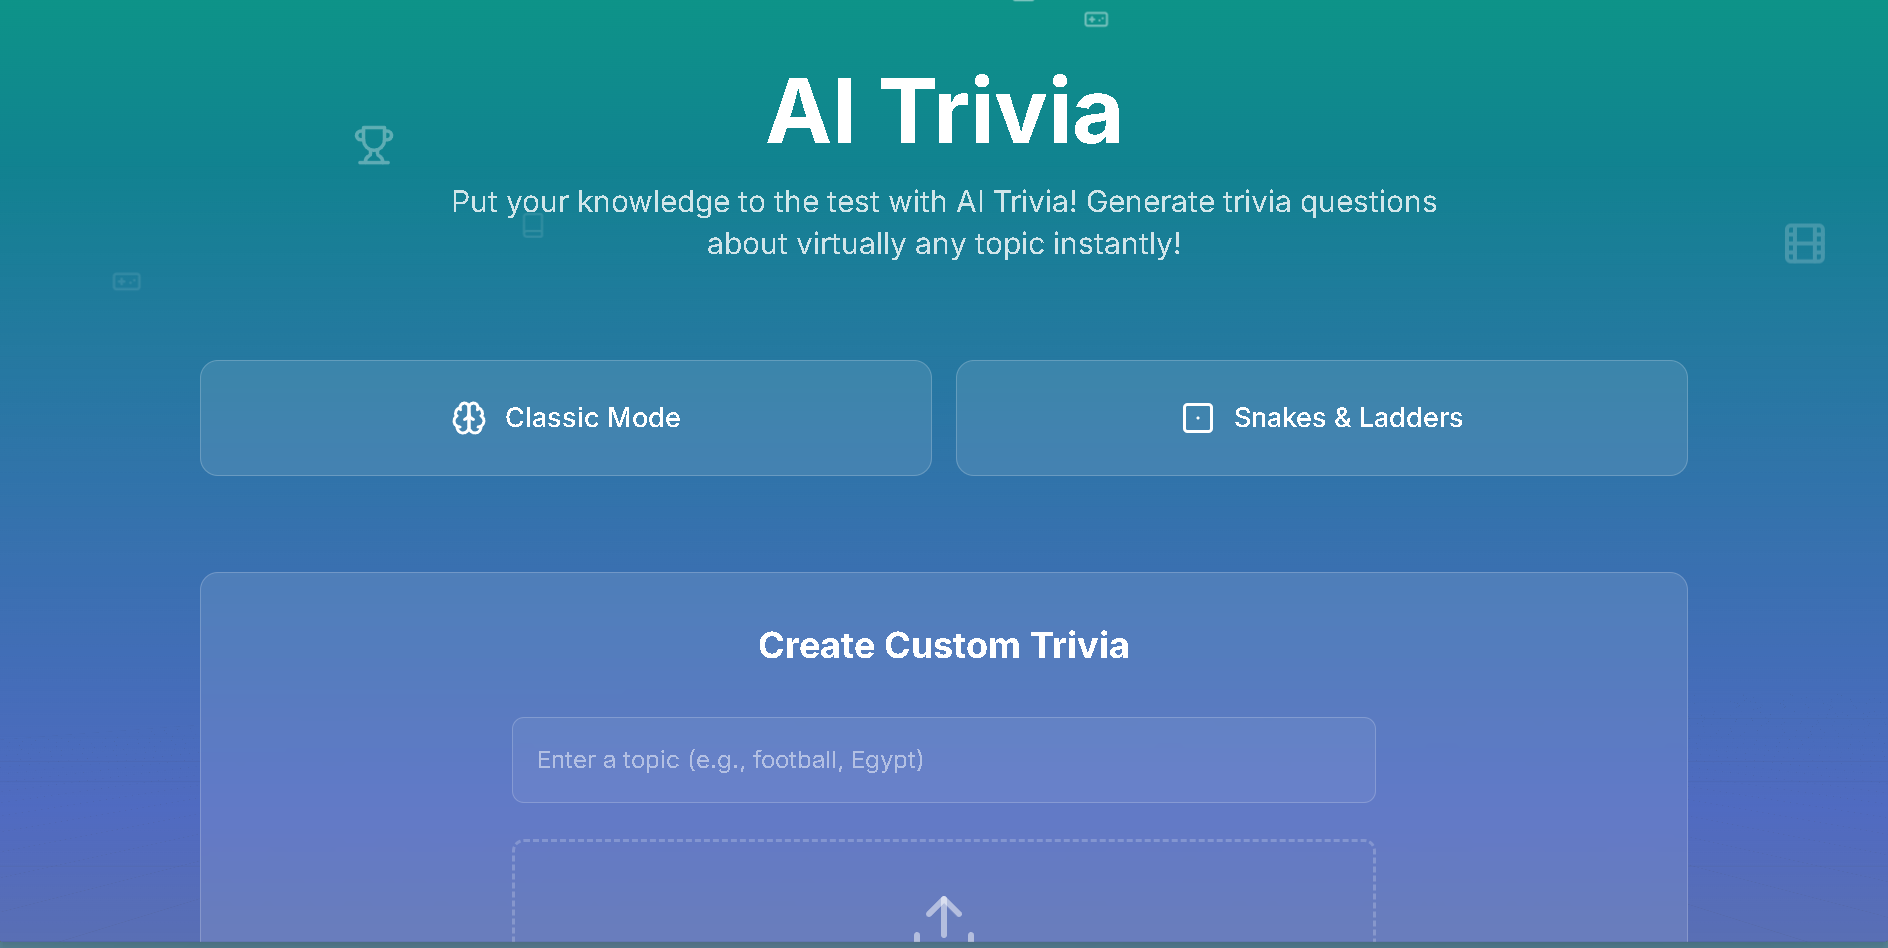 AI Trivia
Put your knowledge to the test with AI Trivia! Generate trivia questions
about virtually any topic instantly!
Classic Mode
Snakes & Ladders
Create Custom Trivia
Enter a topic (e.g., football, Egypt)